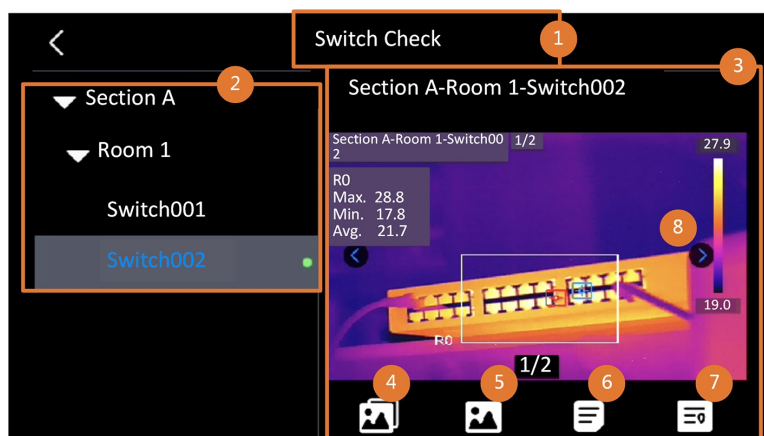 Switch Check
1
2
3
Section A
Section A-Room 1-Switch002
Room 1
Section A-Room 1-Switch00
2
1/2
27.9
R0
Max. 28.8
Min. 17.8
Avg. 21.7
Switch001
8
Switch002
19.0
R0
1/2
4
5
6
7